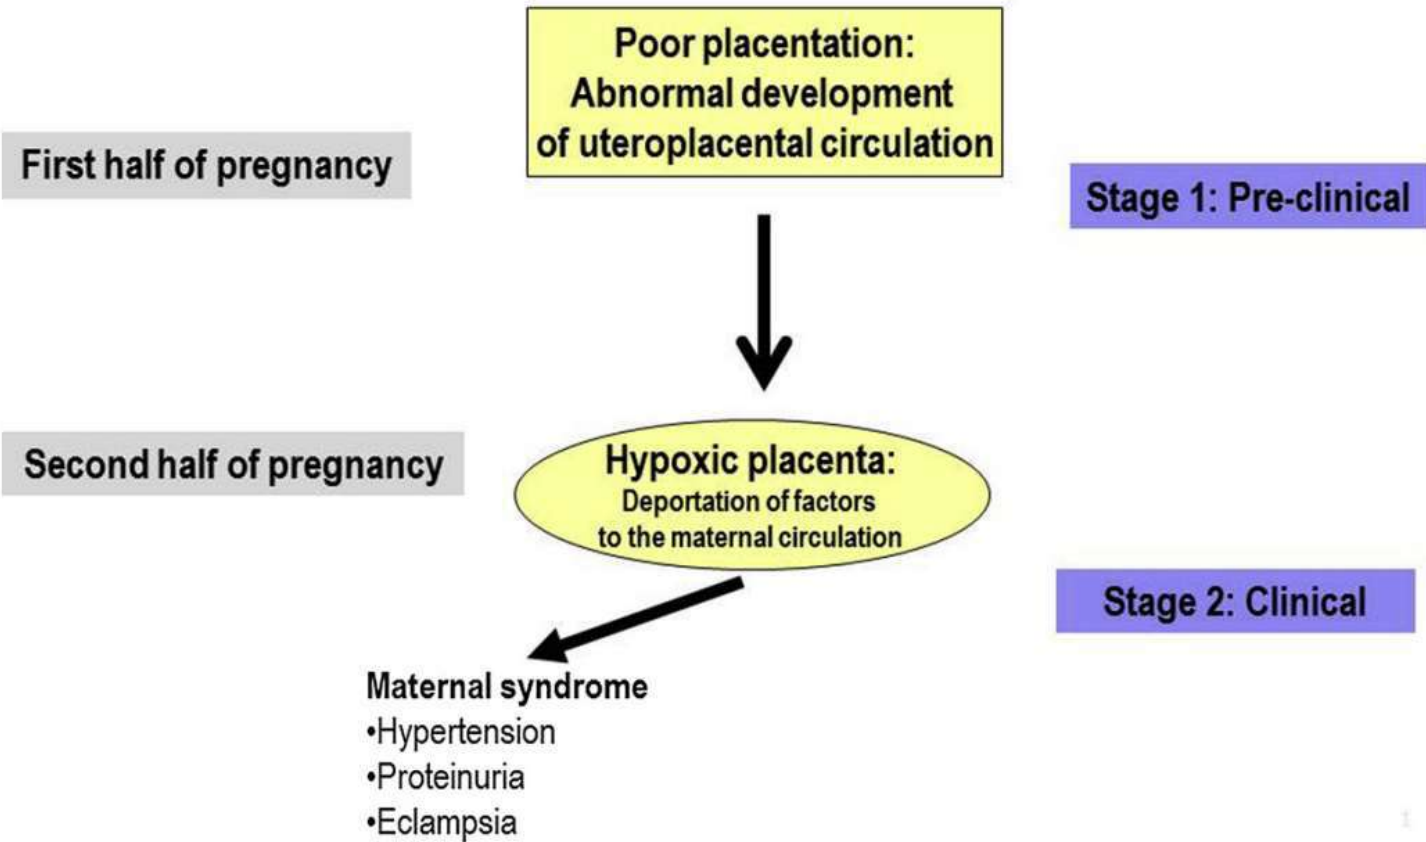 Poor placentation:
Abnormal development
of uteroplacental circulation
First half of pregnancy
Stage 1: Pre-clinical
Second half of pregnancy
Hypoxic placenta:
Deportation of factors
to the maternal circulation
Stage 2: Clinical
Maternal syndrome
•Hypertension
•Proteinuria
•Eclampsia